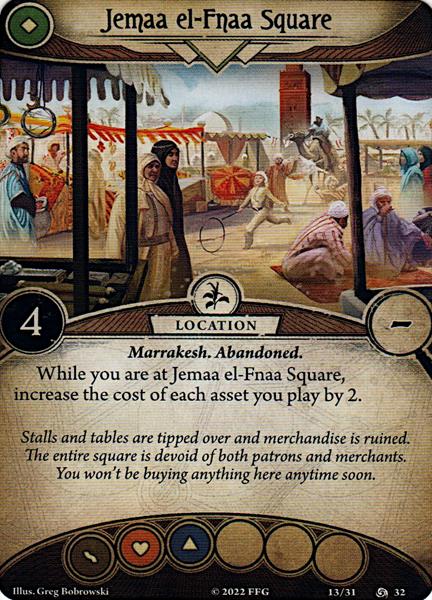 Jemaa el-Fnaa Square
4
LOCATION
–
Marrakesh. Abandoned.
While you are at Jemaa el-Fnaa Square,
increase the cost of each asset you play by 2.
Stalls and tables are tipped over and merchandise is ruined.
The entire square is devoid of both patrons and merchants.
You won't be buying anything here anytime soon.
Illus. Greg Bobrowski © 2022 FFG 13/31 32